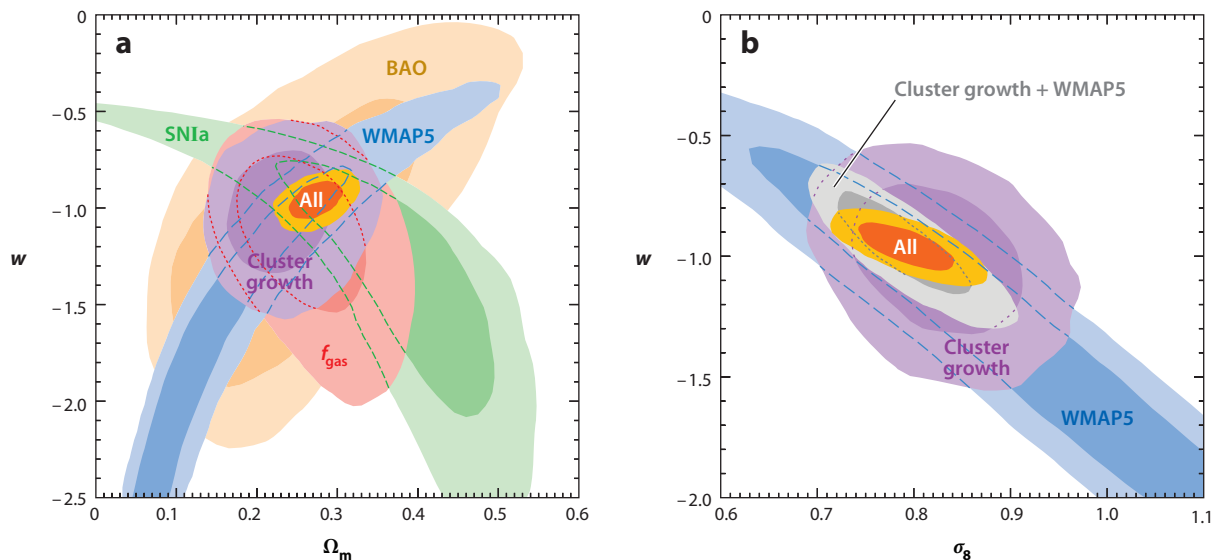 a
BAO
SNIa
WMAP5
All
Cluster
growth
fgas
w
0
−0.5
−1.0
−1.5
−2.0
−2.5
0 0.1 0.2 0.3 0.4 0.5 0.6
Ωm
b
Cluster growth + WMAP5
All
Cluster
growth
WMAP5
w
0
−0.5
−1.0
−1.5
−2.0
0.6 0.7 0.8 0.9 1.0 1.1
σ8